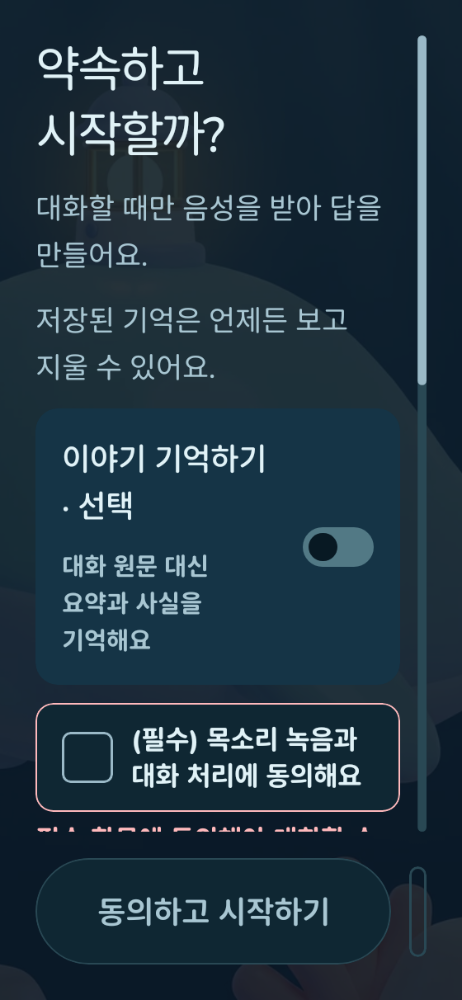 약속하고
시작할까?
대화할 때만 음성을 받아 답을
만들어요.
저장된 기억은 언제든 보고
지울 수 있어요.
이야기 기억하기
· 선택
대화 원문 대신
요약과 사실을
기억해요
(필수) 목소리 녹음과
대화 처리에 동의해요
동의하고 시작하기